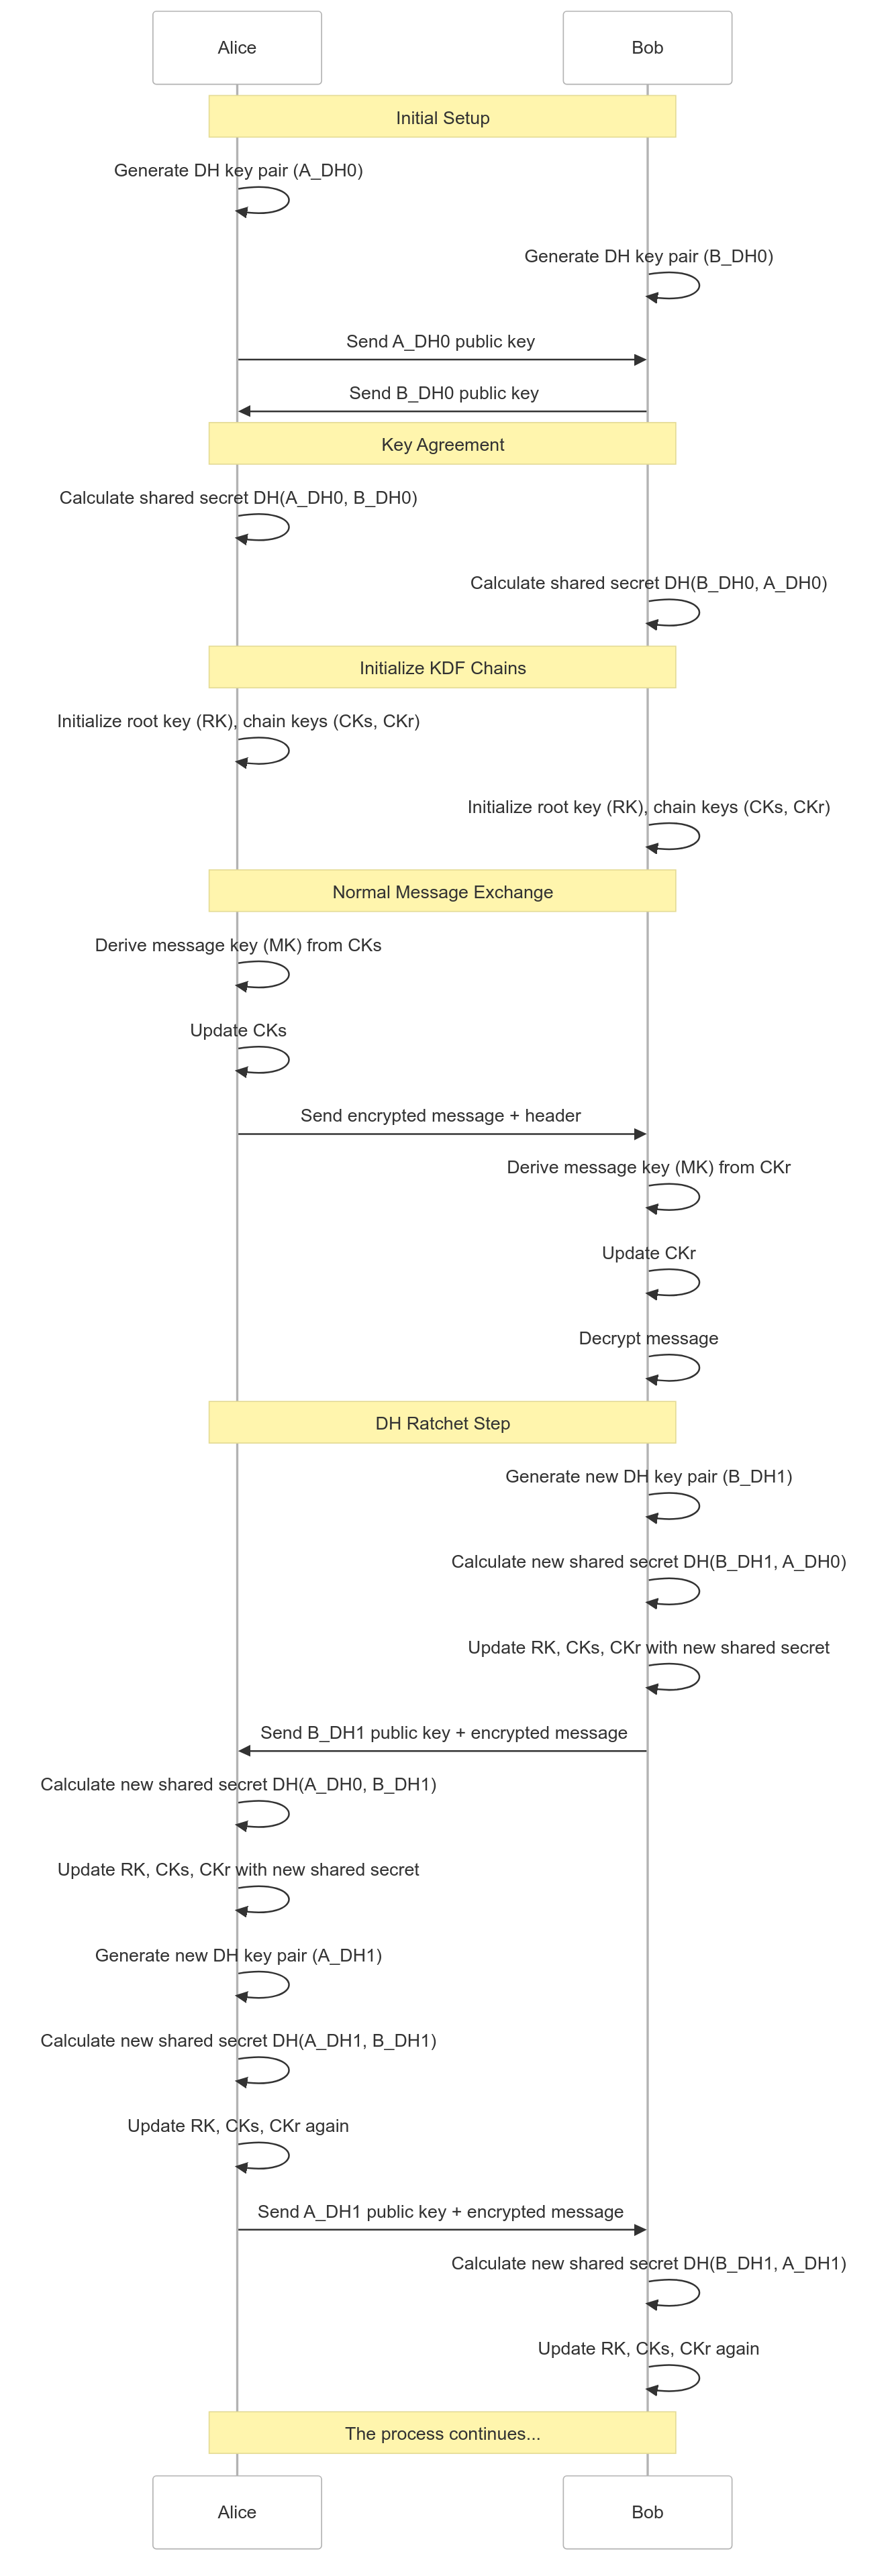 Alice
Bob
Initial Setup
Generate DH key pair (A_DH0)
Generate DH key pair (B_DH0)
Send A_DH0 public key
Send B_DH0 public key
Key Agreement
Calculate shared secret DH(A_DH0, B_DH0)
Calculate shared secret DH(B_DH0, A_DH0)
Initialize KDF Chains
Initialize root key (RK), chain keys (CKs, CKr)
Initialize root key (RK), chain keys (CKs, CKr)
Normal Message Exchange
Derive message key (MK) from CKs
Update CKs
Send encrypted message + header
Derive message key (MK) from CKr
Update CKr
Decrypt message
DH Ratchet Step
Generate new DH key pair (B_DH1)
Calculate new shared secret DH(B_DH1, A_DH0)
Update RK, CKs, CKr with new shared secret
Send B_DH1 public key + encrypted message
Calculate new shared secret DH(A_DH0, B_DH1)
Update RK, CKs, CKr with new shared secret
Generate new DH key pair (A_DH1)
Calculate new shared secret DH(A_DH1, B_DH1)
Update RK, CKs, CKr again
Send A_DH1 public key + encrypted message
Calculate new shared secret DH(B_DH1, A_DH1)
Update RK, CKs, CKr again
The process continues...
Alice
Bob